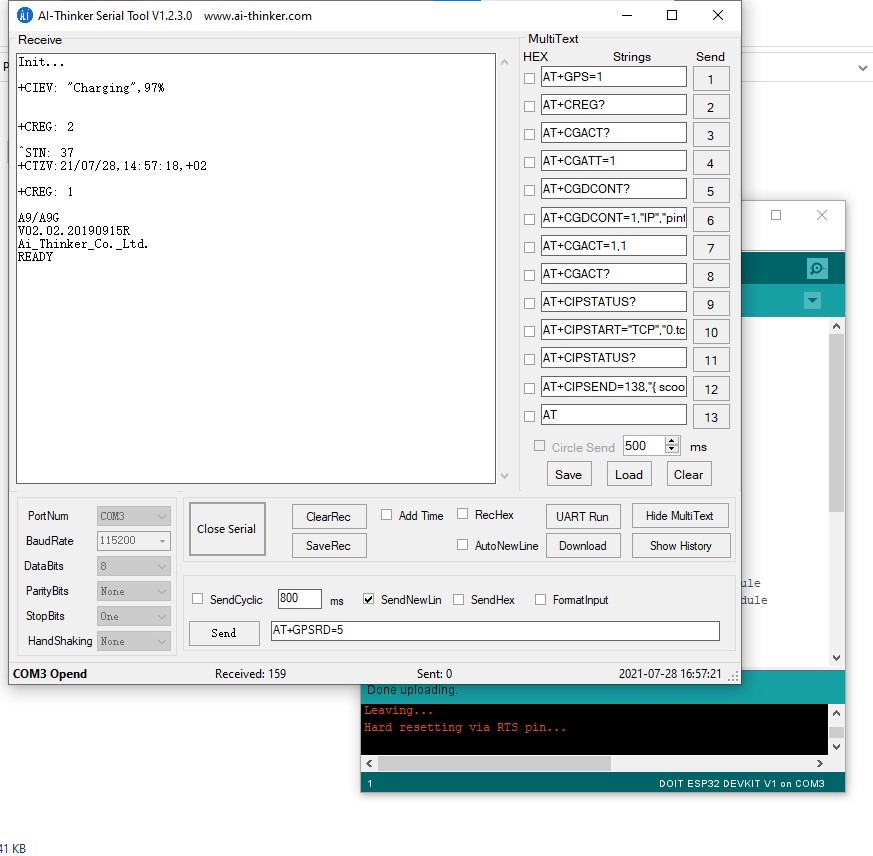 AI-Thinker Serial Tool V1.2.3.0 www.ai-thinker.com
Receive
Init...
+CIEV: "Charging",97%
+CREG: 2
^STN: 37
+CTZV:21/07/28,14:57:18,+02
+CREG: 1
A9/A9G
V02.02.20190915R
Ai_Thinker_Co._Ltd.
READY
MultiText
HEX Strings Send
AT+GPS=1 1
AT+CREG? 2
AT+CGACT? 3
AT+CGATT=1 4
AT+CGDCONT? 5
AT+CGDCONT=1,"IP","pint 6
AT+CGACT=1,1 7
AT+CGACT? 8
AT+CIPSTATUS? 9
AT+CIPSTART="TCP","0.tc 10
AT+CIPSTATUS? 11
AT+CIPSEND=138,"{ scoo 12
AT 13
Circle Send 500 ms
Save Load Clear
PortNum COM3
BaudRate 115200
DataBits 8
ParityBits None
StopBits One
HandShaking None
Close Serial
ClearRec Add Time RecHex UART Run Hide MultiText
SaveRec AutoNewLine Download Show History
SendCyclic 800 ms SendNewLin SendHex FormatInput
Send AT+GPSRD=5
COM3 Opend Received: 159 Sent: 0 2021-07-28 16:57:21
ule
dule
Done uploading.
Leaving...
Hard resetting via RTS pin...
1 DOIT ESP32 DEVKIT V1 on COM3
41 KB